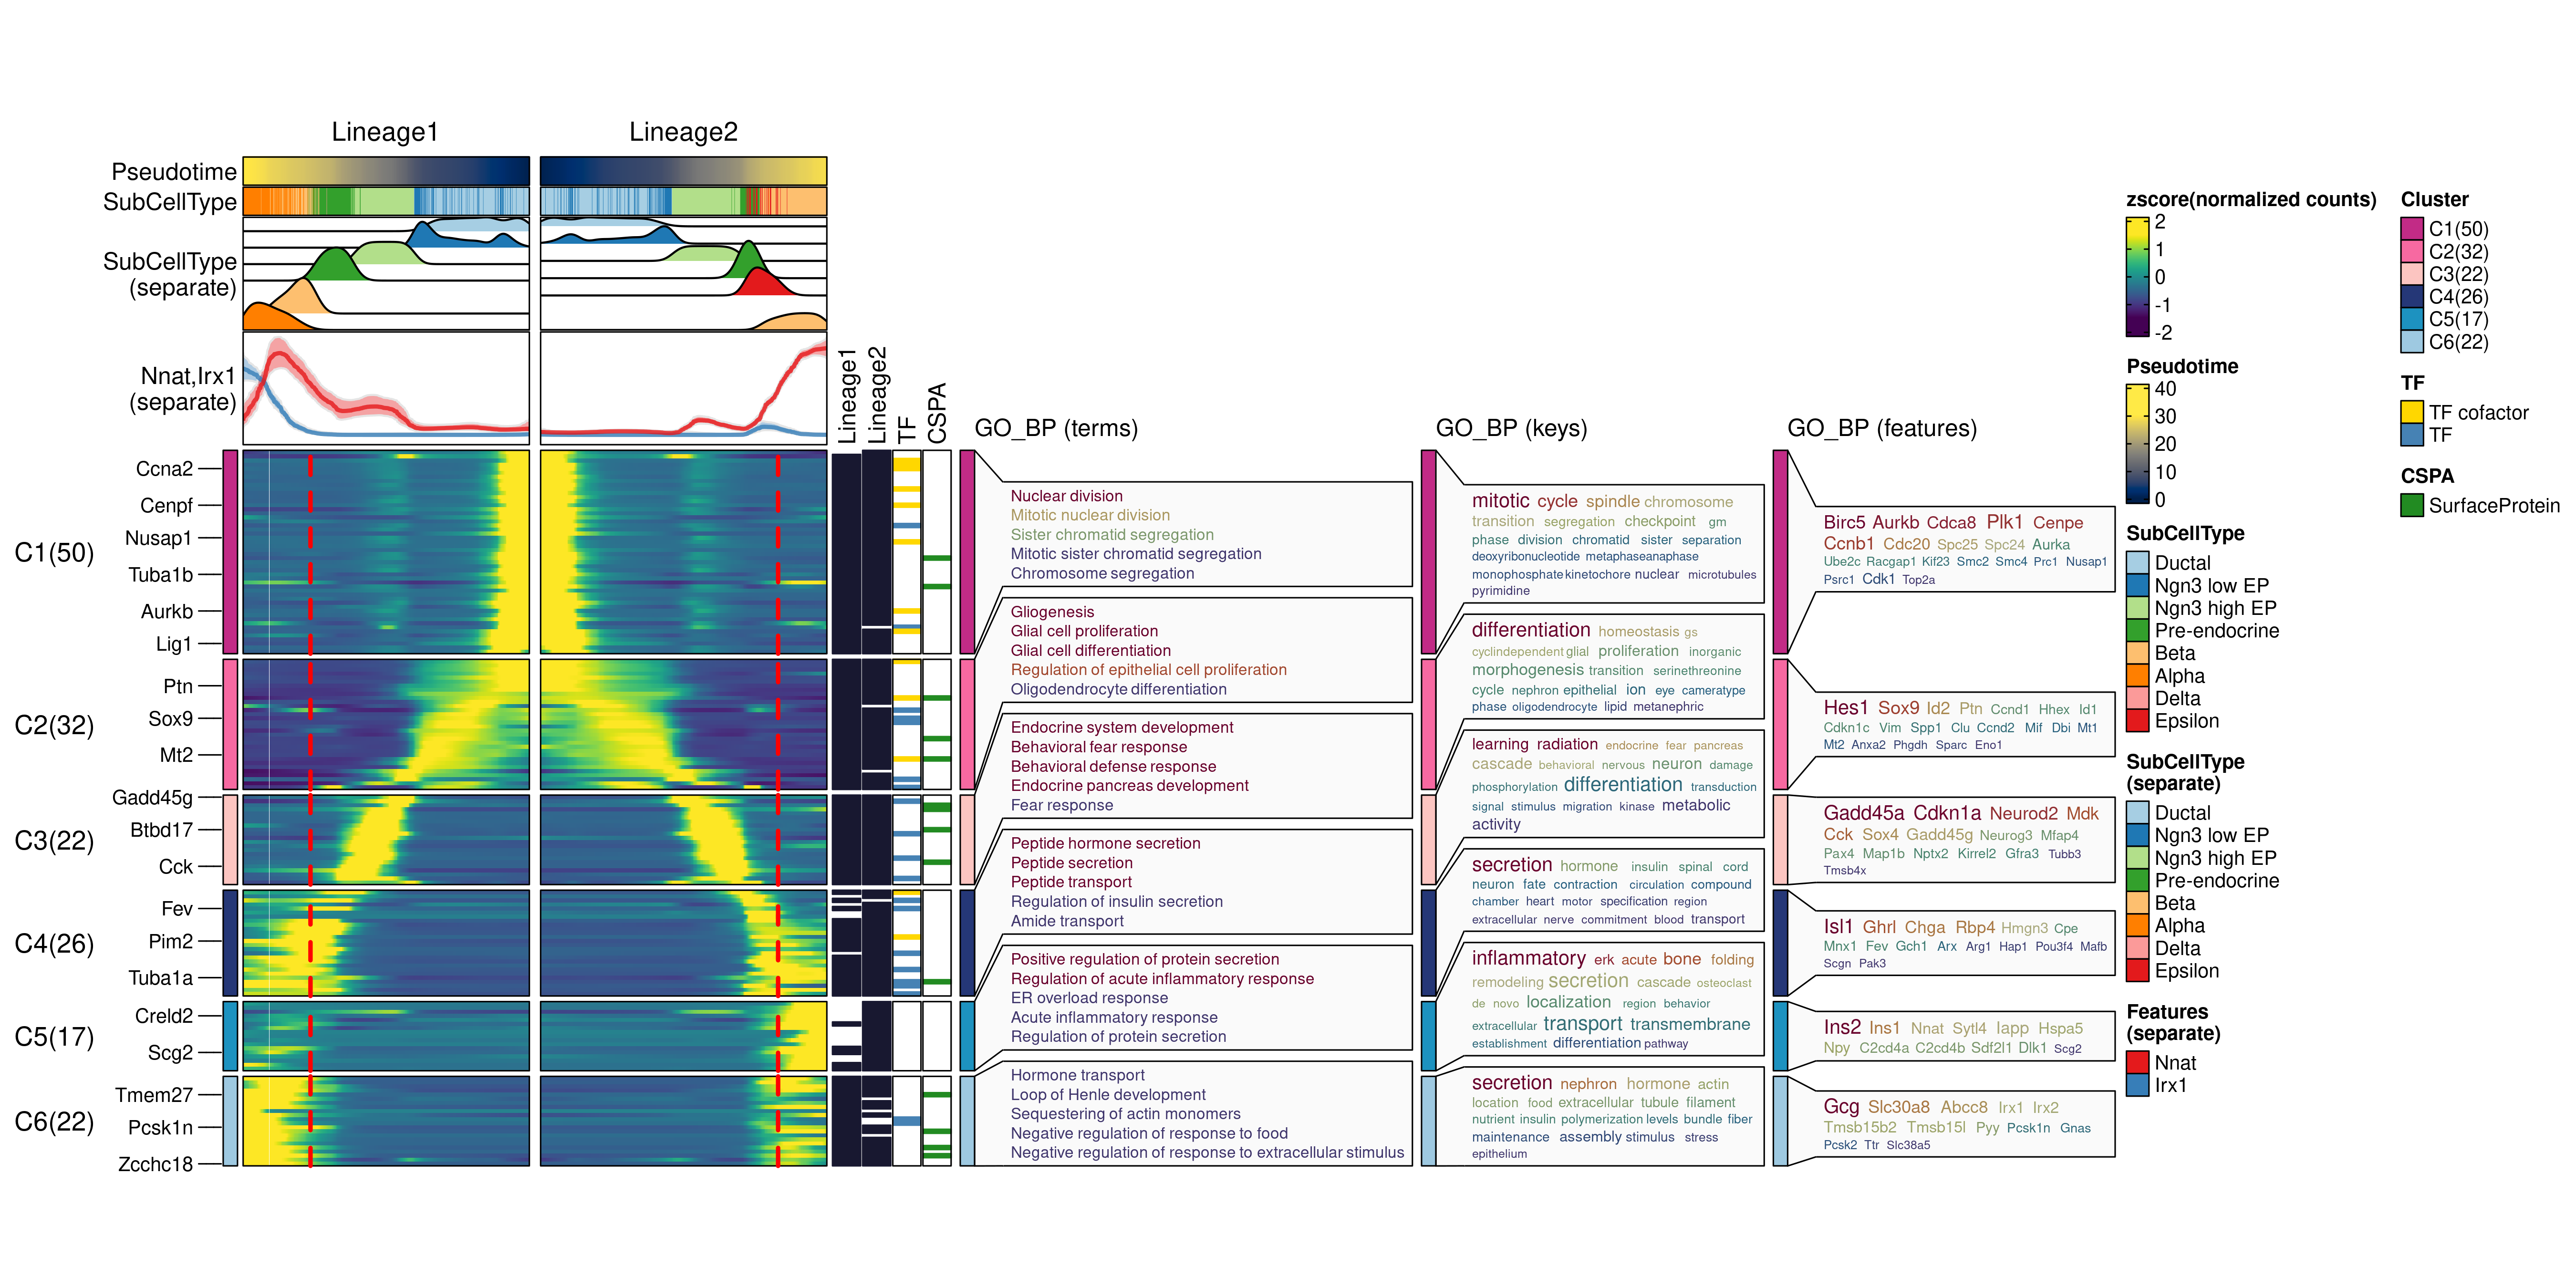 Lineage1 Lineage2
Pseudotime
SubCellType
SubCellType
(separate)
Nnat,Irx1
(separate)
Lineage1
Lineage2
TF
CSPA
C1(50)
Ccna2
Cenpf
Nusap1
Tuba1b
Aurkb
Lig1
C2(32)
Ptn
Sox9
Mt2
C3(22)
Gadd45g
Btbd17
Cck
C4(26)
Fev
Pim2
Tuba1a
C5(17)
Creld2
Scg2
C6(22)
Tmem27
Pcsk1n
Zcchc18
GO_BP (terms)
Nuclear division
Mitotic nuclear division
Sister chromatid segregation
Mitotic sister chromatid segregation
Chromosome segregation
Gliogenesis
Glial cell proliferation
Glial cell differentiation
Regulation of epithelial cell proliferation
Oligodendrocyte differentiation
Endocrine system development
Behavioral fear response
Behavioral defense response
Endocrine pancreas development
Fear response
Peptide hormone secretion
Peptide secretion
Peptide transport
Regulation of insulin secretion
Amide transport
Positive regulation of protein secretion
Regulation of acute inflammatory response
ER overload response
Acute inflammatory response
Regulation of protein secretion
Hormone transport
Loop of Henle development
Sequestering of actin monomers
Negative regulation of response to food
Negative regulation of response to extracellular stimulus
GO_BP (keys)
mitotic cycle spindle chromosome
transition segregation checkpoint gm
phase division chromatid sister separation
deoxyribonucleotide metaphaseanaphase
monophosphate kinetochore nuclear microtubules
pyrimidine
differentiation homeostasis gs
cyclindependent glial proliferation inorganic
morphogenesis transition serinethreonine
cycle nephron epithelial ion eye cameratype
phase oligodendrocyte lipid metanephric
learning radiation endocrine fear pancreas
cascade behavioral nervous neuron damage
phosphorylation differentiation transduction
signal stimulus migration kinase metabolic
activity
secretion hormone insulin spinal cord
neuron fate contraction circulation compound
chamber heart motor specification region
extracellular nerve commitment blood transport
inflammatory erk acute bone folding
remodeling secretion cascade osteoclast
de novo localization region behavior
extracellular transport transmembrane
establishment differentiation pathway
secretion nephron hormone actin
location food extracellular tubule filament
nutrient insulin polymerization levels bundle fiber
maintenance assembly stimulus stress
epithelium
GO_BP (features)
Birc5 Aurkb Cdca8 Plk1 Cenpe
Ccnb1 Cdc20 Spc25 Spc24 Aurka
Ube2c Racgap1 Kif23 Smc2 Smc4 Prc1 Nusap1
Psrc1 Cdk1 Top2a
Hes1 Sox9 Id2 Ptn Ccnd1 Hhex Id1
Cdkn1c Vim Spp1 Clu Ccnd2 Mif Dbi Mt1
Mt2 Anxa2 Phgdh Sparc Eno1
Gadd45a Cdkn1a Neurod2 Mdk
Cck Sox4 Gadd45g Neurog3 Mfap4
Pax4 Map1b Nptx2 Kirrel2 Gfra3 Tubb3
Tmsb4x
Isl1 Ghrl Chga Rbp4 Hmgn3 Cpe
Mnx1 Fev Gch1 Arx Arg1 Hap1 Pou3f4 Mafb
Scgn Pak3
Ins2 Ins1 Nnat Sytl4 Iapp Hspa5
Npy C2cd4a C2cd4b Sdf2l1 Dlk1 Scg2
Gcg Slc30a8 Abcc8 Irx1 Irx2
Tmsb15b2 Tmsb15l Pyy Pcsk1n Gnas
Pcsk2 Ttr Slc38a5
zscore(normalized counts)
2
1
0
-1
-2
Pseudotime
40
30
20
10
0
SubCellType
Ductal
Ngn3 low EP
Ngn3 high EP
Pre-endocrine
Beta
Alpha
Delta
Epsilon
SubCellType
(separate)
Ductal
Ngn3 low EP
Ngn3 high EP
Pre-endocrine
Beta
Alpha
Delta
Epsilon
Features
(separate)
Nnat
Irx1
Cluster
C1(50)
C2(32)
C3(22)
C4(26)
C5(17)
C6(22)
TF
TF cofactor
TF
CSPA
SurfaceProtein